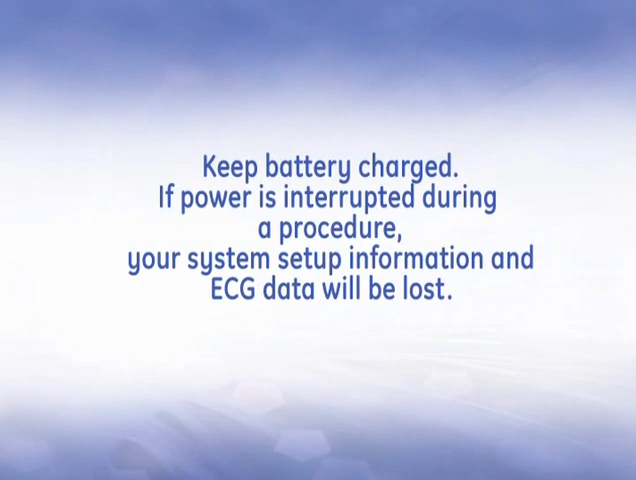 Keep battery charged.
If power is interrupted during
a procedure,
your system setup information and
ECG data will be lost.